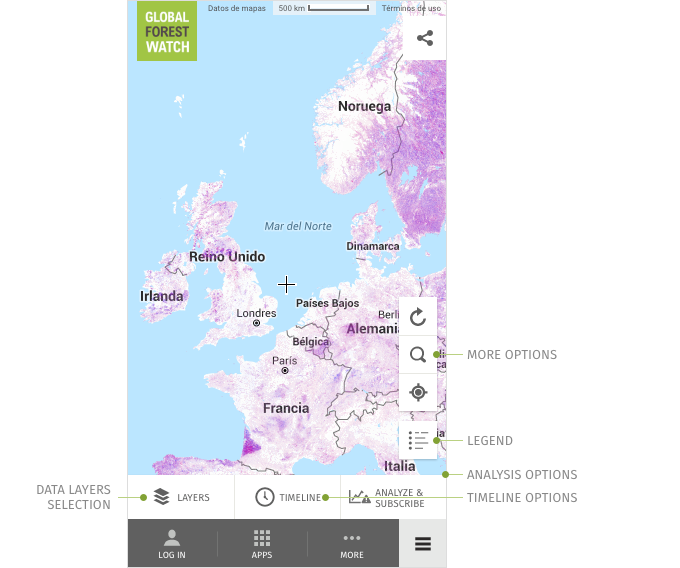 GLOBAL
FOREST
WATCH
Datos de mapas 500 km Términos de uso
Noruega
Mar del Norte
Dinamarca
Reino Unido
Irlanda
Países Bajos
Londres
Berli
Alemania
Bélgica
París
MORE OPTIONS
Francia
LEGEND
Italia
ANALYSIS OPTIONS
DATA LAYERS
SELECTION
LAYERS
TIMELINE
ANALYZE &
SUBSCRIBE
TIMELINE OPTIONS
LOG IN
APPS
MORE